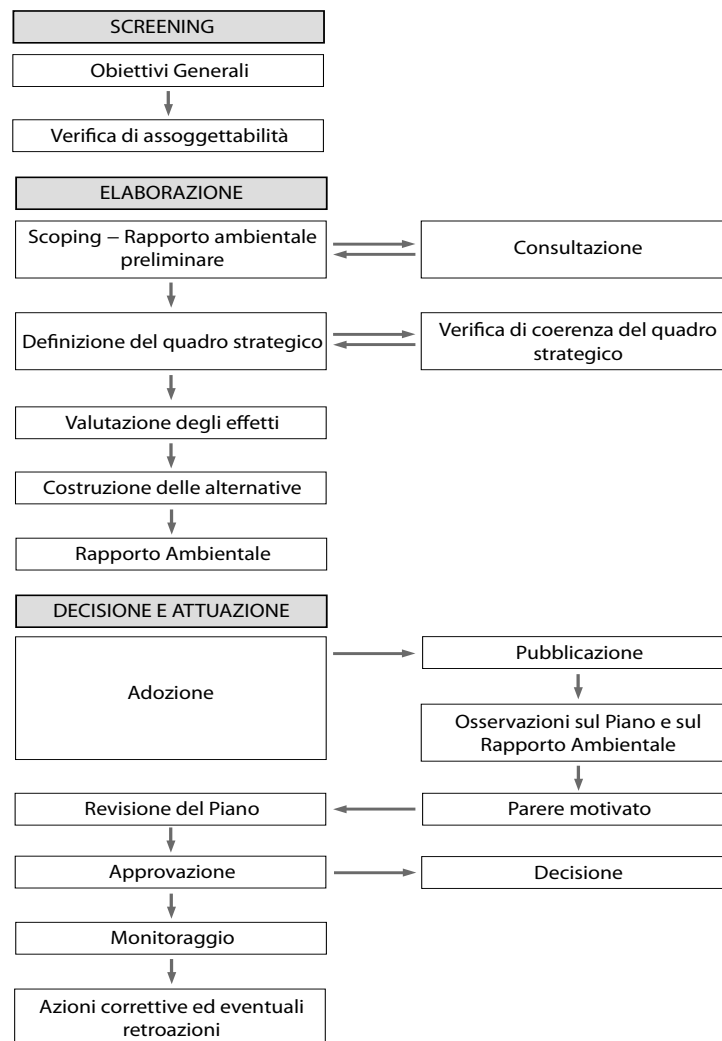 SCREENING
Obiettivi Generali
Verifica di assoggettabilità
ELABORAZIONE
Scoping – Rapporto ambientale
preliminare
Consultazione
Definizione del quadro strategico
Verifica di coerenza del quadro
strategico
Valutazione degli effetti
Costruzione delle alternative
Rapporto Ambientale
DECISIONE E ATTUAZIONE
Adozione
Pubblicazione
Osservazioni sul Piano e sul
Rapporto Ambientale
Revisione del Piano
Parere motivato
Approvazione
Decisione
Monitoraggio
Azioni correttive ed eventuali
retroazioni